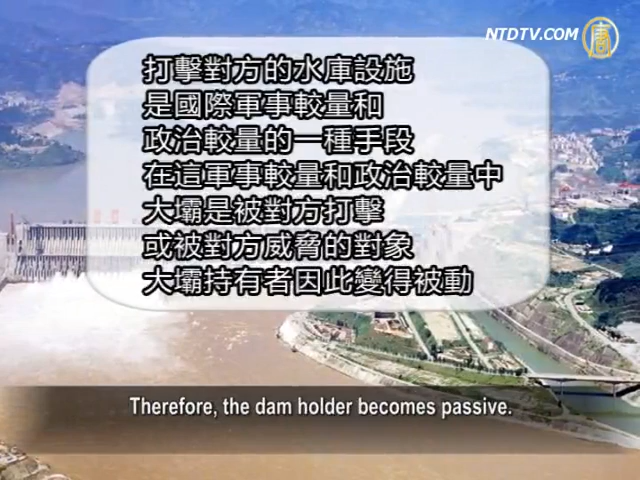 NTDTV.COM
唐
打擊對方的水庫設施
是國際軍事較量和
政治較量的一種手段
在這軍事較量和政治較量中
大壩是被對方打擊
或被對方威脅的對象
大壩持有者因此變得被動
Therefore, the dam holder becomes passive.